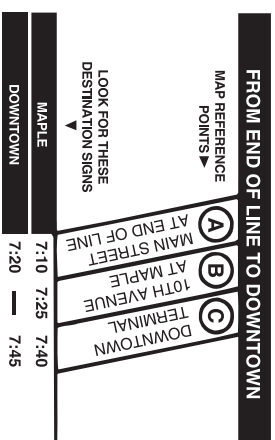 FROM END OF LINE TO DOWNTOWN
MAP REFERENCE
POINTS ▶
A
MAIN STREET
AT END OF LINE
B
10TH AVENUE
AT MAPLE
C
DOWNTOWN
TERMINAL
LOOK FOR THESE
DESTINATION SIGNS
▼
MAPLE 7:10 7:25 7:40
DOWNTOWN 7:20 — 7:45